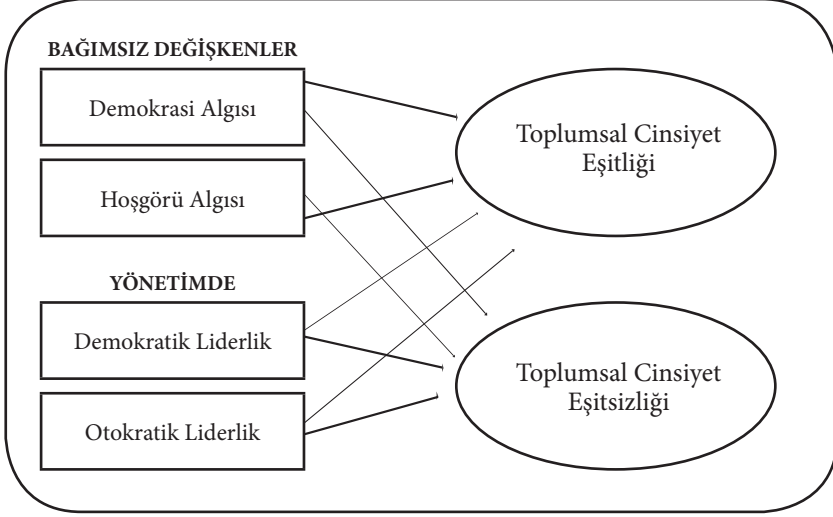 BAĞIMSIZ DEĞİŞKENLER
Demokrasi Algısı
Hoşgörü Algısı
YÖNETİMDE
Demokratik Liderlik
Otokratik Liderlik
Toplumsal Cinsiyet
Eşitliği
Toplumsal Cinsiyet
Eşitsizliği